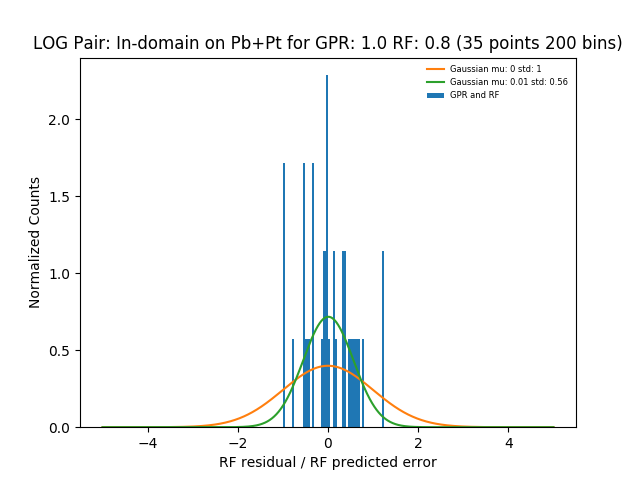 LOG Pair: In-domain on Pb+Pt for GPR: 1.0 RF: 0.8 (35 points 200 bins)
Gaussian mu: 0 std: 1
Gaussian mu: 0.01 std: 0.56
GPR and RF
Normalized Counts
2.0
1.5
1.0
0.5
0.0
−4 −2 0 2 4
RF residual / RF predicted error